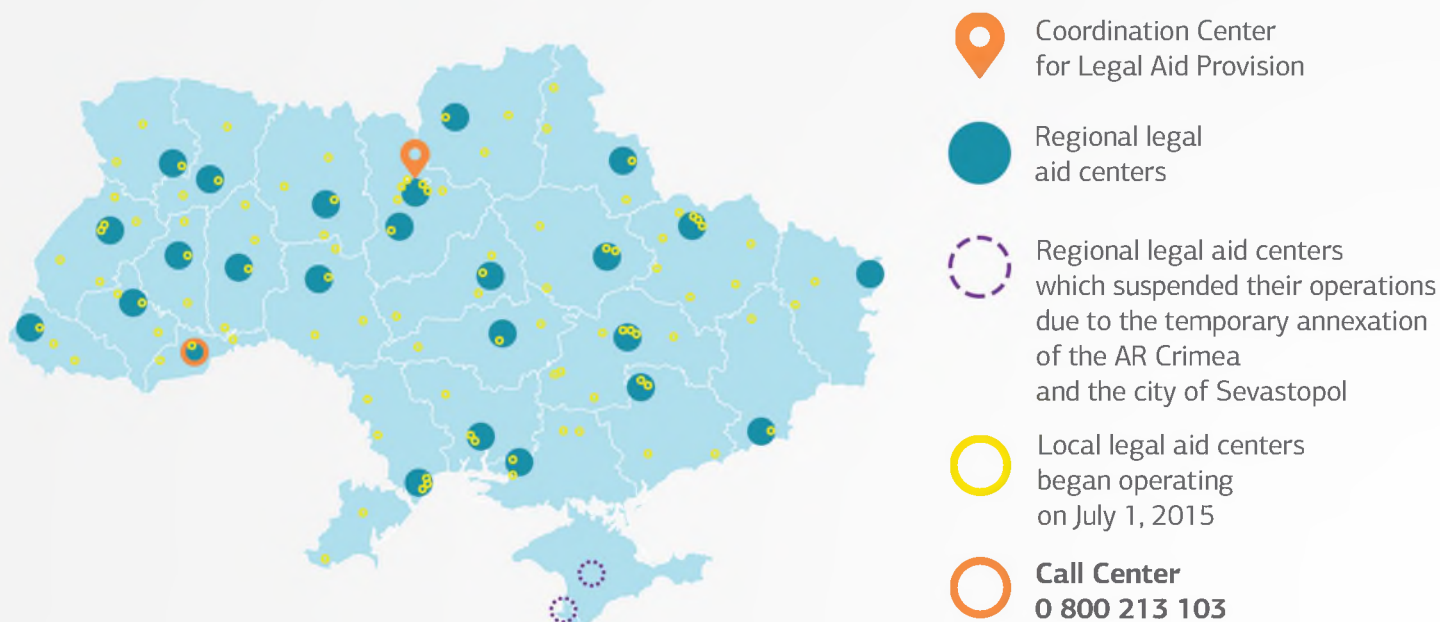 Coordination Center
for Legal Aid Provision
Regional legal
aid centers
Regional legal aid centers
which suspended their operations
due to the temporary annexation
of the AR Crimea
and the city of Sevastopol
Local legal aid centers
began operating
on July 1, 2015
Call Center
0 800 213 103